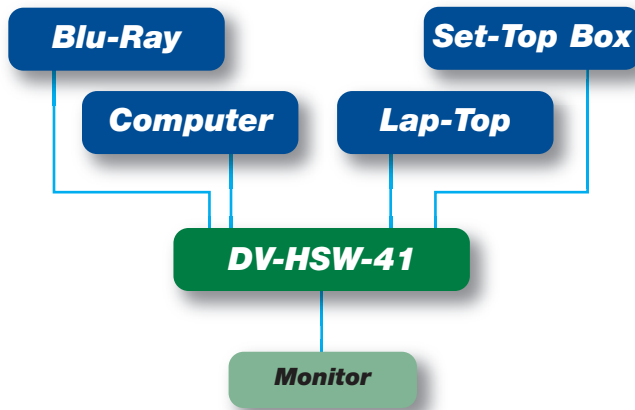 Blu-Ray
Set-Top Box
Computer
Lap-Top
DV-HSW-41
Monitor